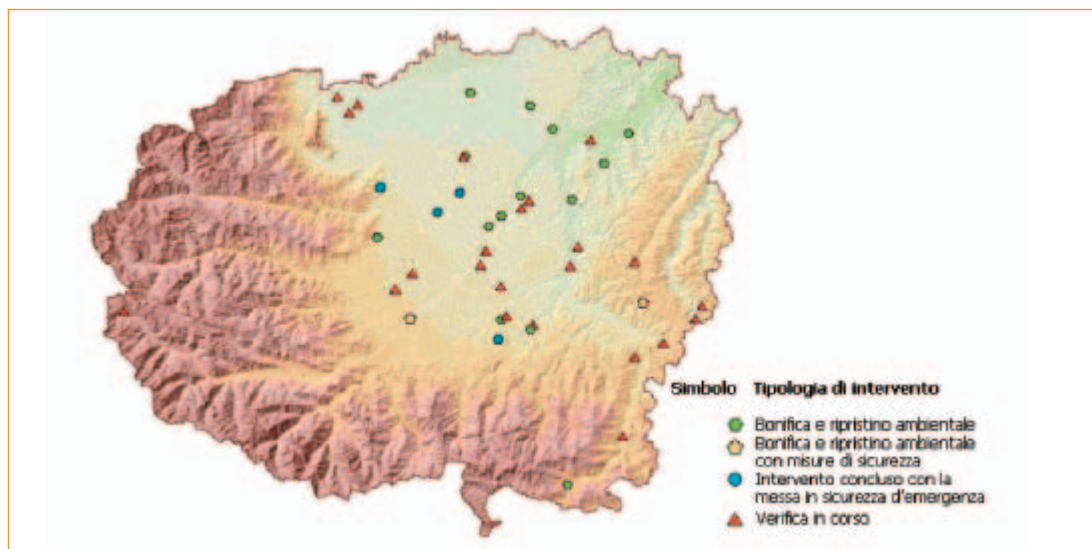 Simbolo Tipologia di intervento
Bonifica e ripristino ambientale
Bonifica e ripristino ambientale
con misure di sicurezza
Intervento concluso con la
messa in sicurezza d'emergenza
Verifica in corso